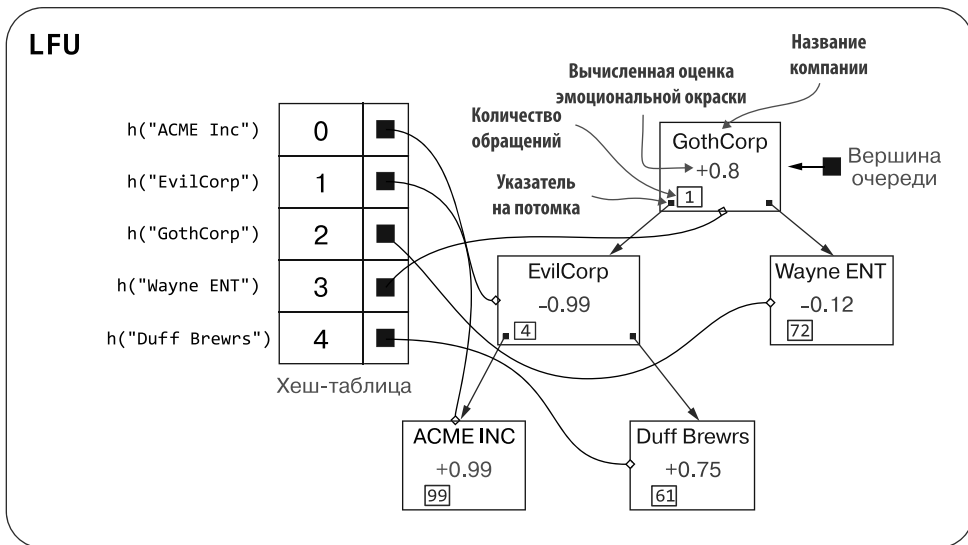 LFU
Название
компании
Вычисленная оценка
эмоциональной окраски
Количество
обращений
Указатель
на потомка
h("ACME Inc")
0
h("EvilCorp")
1
h("GothCorp")
2
h("Wayne ENT")
3
h("Duff Brewrs")
4
Хеш-таблица
GothCorp
+0.8
1
Вершина
очереди
EvilCorp
-0.99
4
Wayne ENT
-0.12
72
ACME INC
+0.99
99
Duff Brewrs
+0.75
61